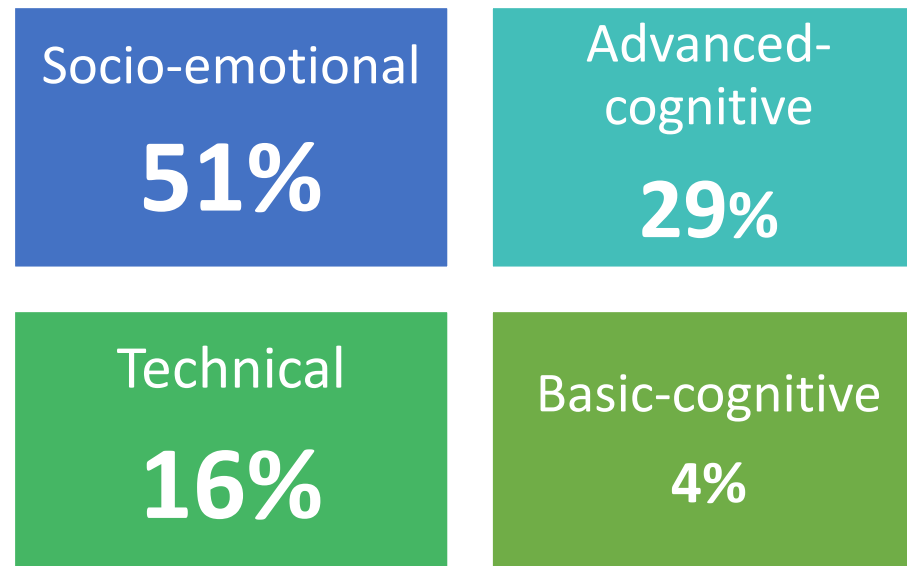 Socio-emotional
51%
Advanced-
cognitive
29%
Technical
16%
Basic-cognitive
4%